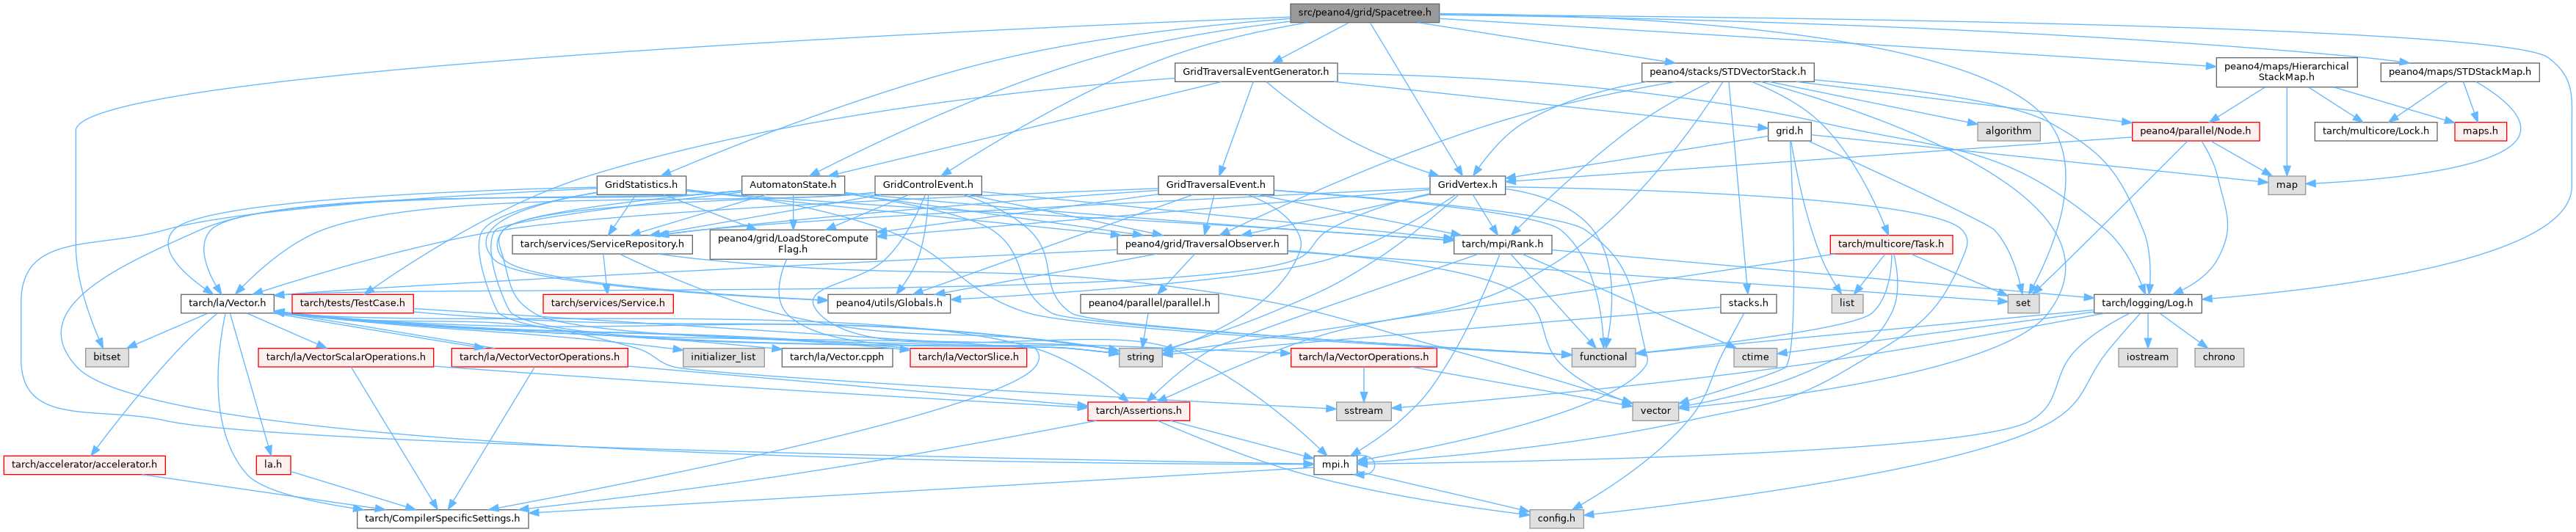 src/peano4/grid/Spacetree.h
GridTraversalEventGenerator.h
peano4/stacks/STDVectorStack.h
peano4/maps/Hierarchical
StackMap.h
peano4/maps/STDStackMap.h
grid.h
algorithm
peano4/parallel/Node.h
tarch/multicore/Lock.h
maps.h
GridStatistics.h
AutomatonState.h
GridControlEvent.h
GridTraversalEvent.h
GridVertex.h
map
tarch/services/ServiceRepository.h
peano4/grid/LoadStoreCompute
Flag.h
peano4/grid/TraversalObserver.h
tarch/mpi/Rank.h
tarch/multicore/Task.h
tarch/la/Vector.h
tarch/tests/TestCase.h
tarch/services/Service.h
peano4/utils/Globals.h
peano4/parallel/parallel.h
stacks.h
list
set
tarch/logging/Log.h
bitset
tarch/la/VectorScalarOperations.h
tarch/la/VectorVectorOperations.h
initializer_list
tarch/la/Vector.cpph
tarch/la/VectorSlice.h
string
tarch/la/VectorOperations.h
functional
ctime
iostream
chrono
tarch/Assertions.h
sstream
vector
tarch/accelerator/accelerator.h
la.h
mpi.h
tarch/CompilerSpecificSettings.h
config.h